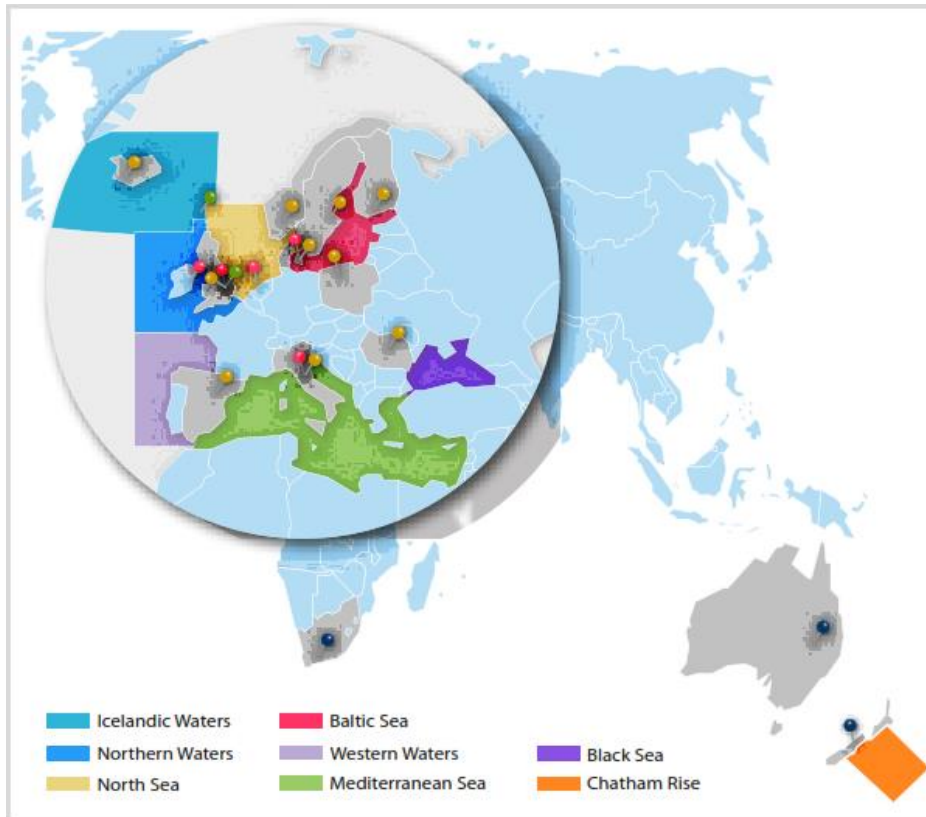 Icelandic Waters
Baltic Sea
Northern Waters
Western Waters
Black Sea
North Sea
Mediterranean Sea
Chatham Rise